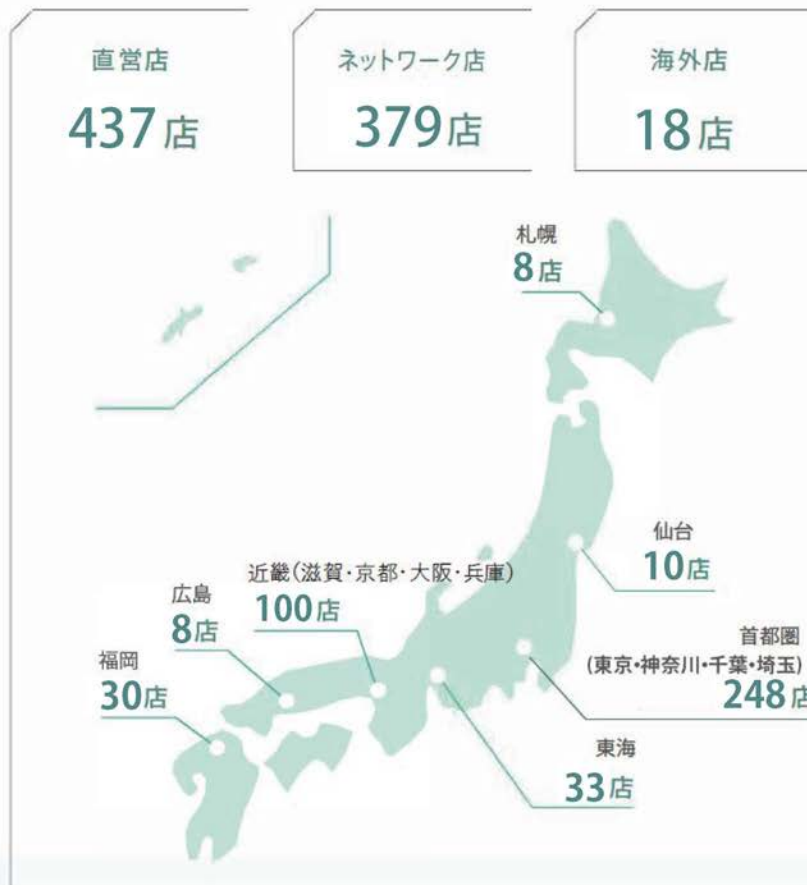 直営店
437店
ネットワーク店
379店
海外店
18店
札幌
8店
仙台
10店
近畿(滋賀・京都・大阪・兵庫)
100店
広島
8店
福岡
30店
首都圏
(東京・神奈川・千葉・埼玉)
248店
東海
33店